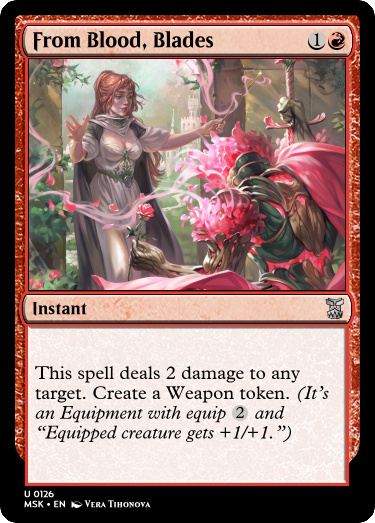 From Blood, Blades 1
Instant
This spell deals 2 damage to any
target. Create a Weapon token. (It's
an Equipment with equip 2 and
“Equipped creature gets +1/+1.”)
U 0126
MSK • EN VERA TIHONOVA